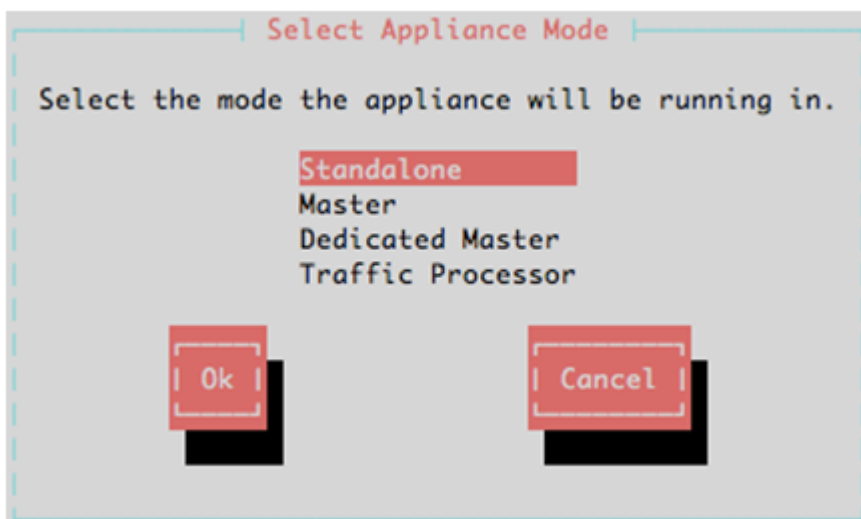 Select Appliance Mode
Select the mode the appliance will be running in.
Standalone
Master
Dedicated Master
Traffic Processor
Ok
Cancel